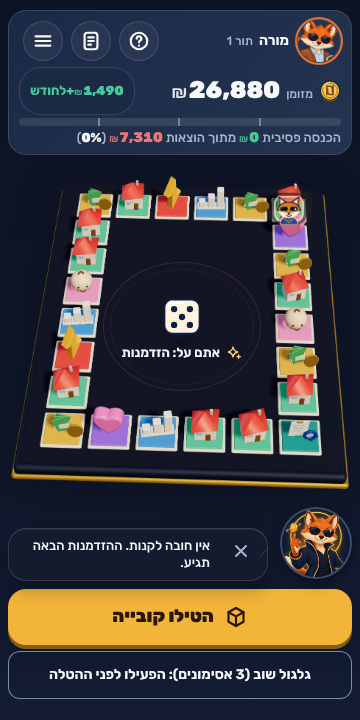 מורה תור 1
מזומן ₪26,880
₪1,490+לחודש
הכנסה פסיבית ₪0 מתוך הוצאות ₪7,310 (0%)
אתם על: הזדמנות
אין חובה לקנות. ההזדמנות הבאה
תגיע.
הטילו קובייה
גלגול שוב (3 אסימונים): הפעילו לפני ההטלה